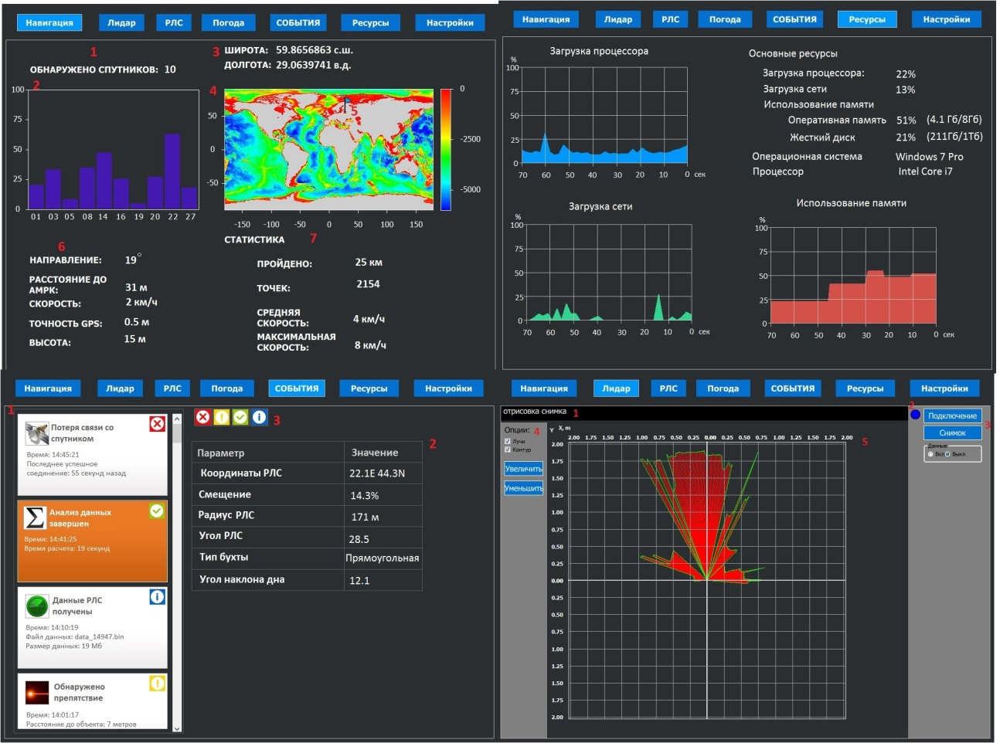 Навигация Лидар РЛС Погода СОБЫТИЯ Ресурсы Настройки
1
ОБНАРУЖЕНО СПУТНИКОВ: 10
2
100
75
50
25
0
01 03 05 08 14 16 19 20 22 27
3 ШИРОТА: 59.8656863 с.ш.
ДОЛГОТА: 29.0639741 в.д.
4
5
50
0
-50
-150 -100 -50 0 50 100 150
0
-2500
-5000
6
НАПРАВЛЕНИЕ: 19°
РАССТОЯНИЕ ДО
АМРК: 31 м
СКОРОСТЬ: 2 км/ч
ТОЧНОСТЬ GPS: 0.5 м
ВЫСОТА: 15 м
СТАТИСТИКА 7
ПРОЙДЕНО: 25 км
ТОЧЕК: 2154
СРЕДНЯЯ
СКОРОСТЬ: 4 км/ч
МАКСИМАЛЬНАЯ
СКОРОСТЬ: 8 км/ч
Навигация Лидар РЛС Погода СОБЫТИЯ Ресурсы Настройки
Загрузка процессора
%
100
75
50
25
0
70 60 50 40 30 20 10 0 сек
Основные ресурсы
Загрузка процессора: 22%
Загрузка сети 13%
Использование памяти
Оперативная память 51% (4.1 Гб/8Гб)
Жесткий диск 21% (211Гб/1Тб)
Операционная система Windows 7 Pro
Процессор Intel Core i7
Загрузка сети
%
100
75
50
25
0
70 60 50 40 30 20 10 0 сек
Использование памяти
%
100
75
50
25
0
70 60 50 40 30 20 10 0 сек
Навигация Лидар РЛС Погода СОБЫТИЯ Ресурсы Настройки
1
Потеря связи со
спутником
Время: 14:45:21
Последнее успешное
соединение: 55 секунд назад
Анализ данных
завершен
Время: 14:41:25
Время расчета: 19 секунд
Данные РЛС
получены
Время: 14:10:19
Файл данных: data_14947.bin
Размер данных: 19 Мб
Обнаружено
препятствие
Время: 14:01:17
Расстояние до объекта: 7 метров
3
2
Параметр Значение
Координаты РЛС 22.1E 44.3N
Смещение 14.3%
Радиус РЛС 171 м
Угол РЛС 28.5
Тип бухты Прямоугольная
Угол наклона дна 12.1
Навигация Лидар РЛС Погода СОБЫТИЯ Ресурсы Настройки
отрисовка снимка 1
Опции: 4
Лучи
Контур
Увеличить
Уменьшить
Y X, m
2.00 1.75 1.50 1.25 1.00 0.75 0.50 0.25 0.00 0.25 0.50 0.75 1.00 1.25 1.50 1.75 2.00
5
2.00
1.75
1.50
1.25
1.00
0.75
0.50
0.25
0.00
0.25
0.50
0.75
1.00
1.25
1.50
1.75
2.00
2
Подключение
3
Снимок
Данные
Вкл Выкл